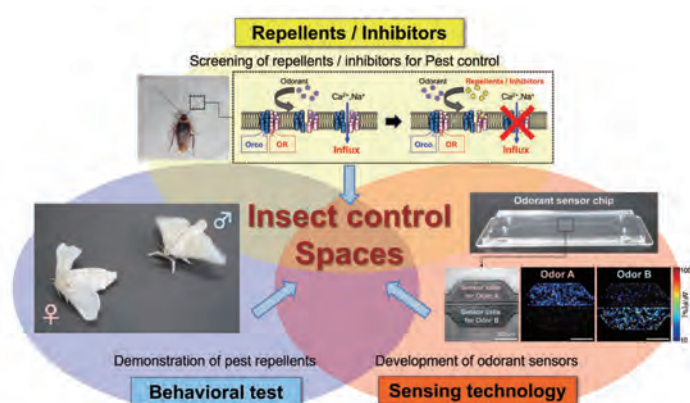 Repellents / Inhibitors
Screening of repellents / inhibitors for Pest control
Odorant
Ca²⁺,Na⁺
Orco
OR
Influx
Odorant
Repellents / Inhibitors
Ca²⁺,Na⁺
Orco
OR
Influx
Insect control
Spaces
♂
♀
Odorant sensor chip
Sensor cells
for Odor A
Sensor cells
for Odor B
Odor A
Odor B
100
10
Demonstration of pest repellents
Behavioral test
Development of odorant sensors
Sensing technology